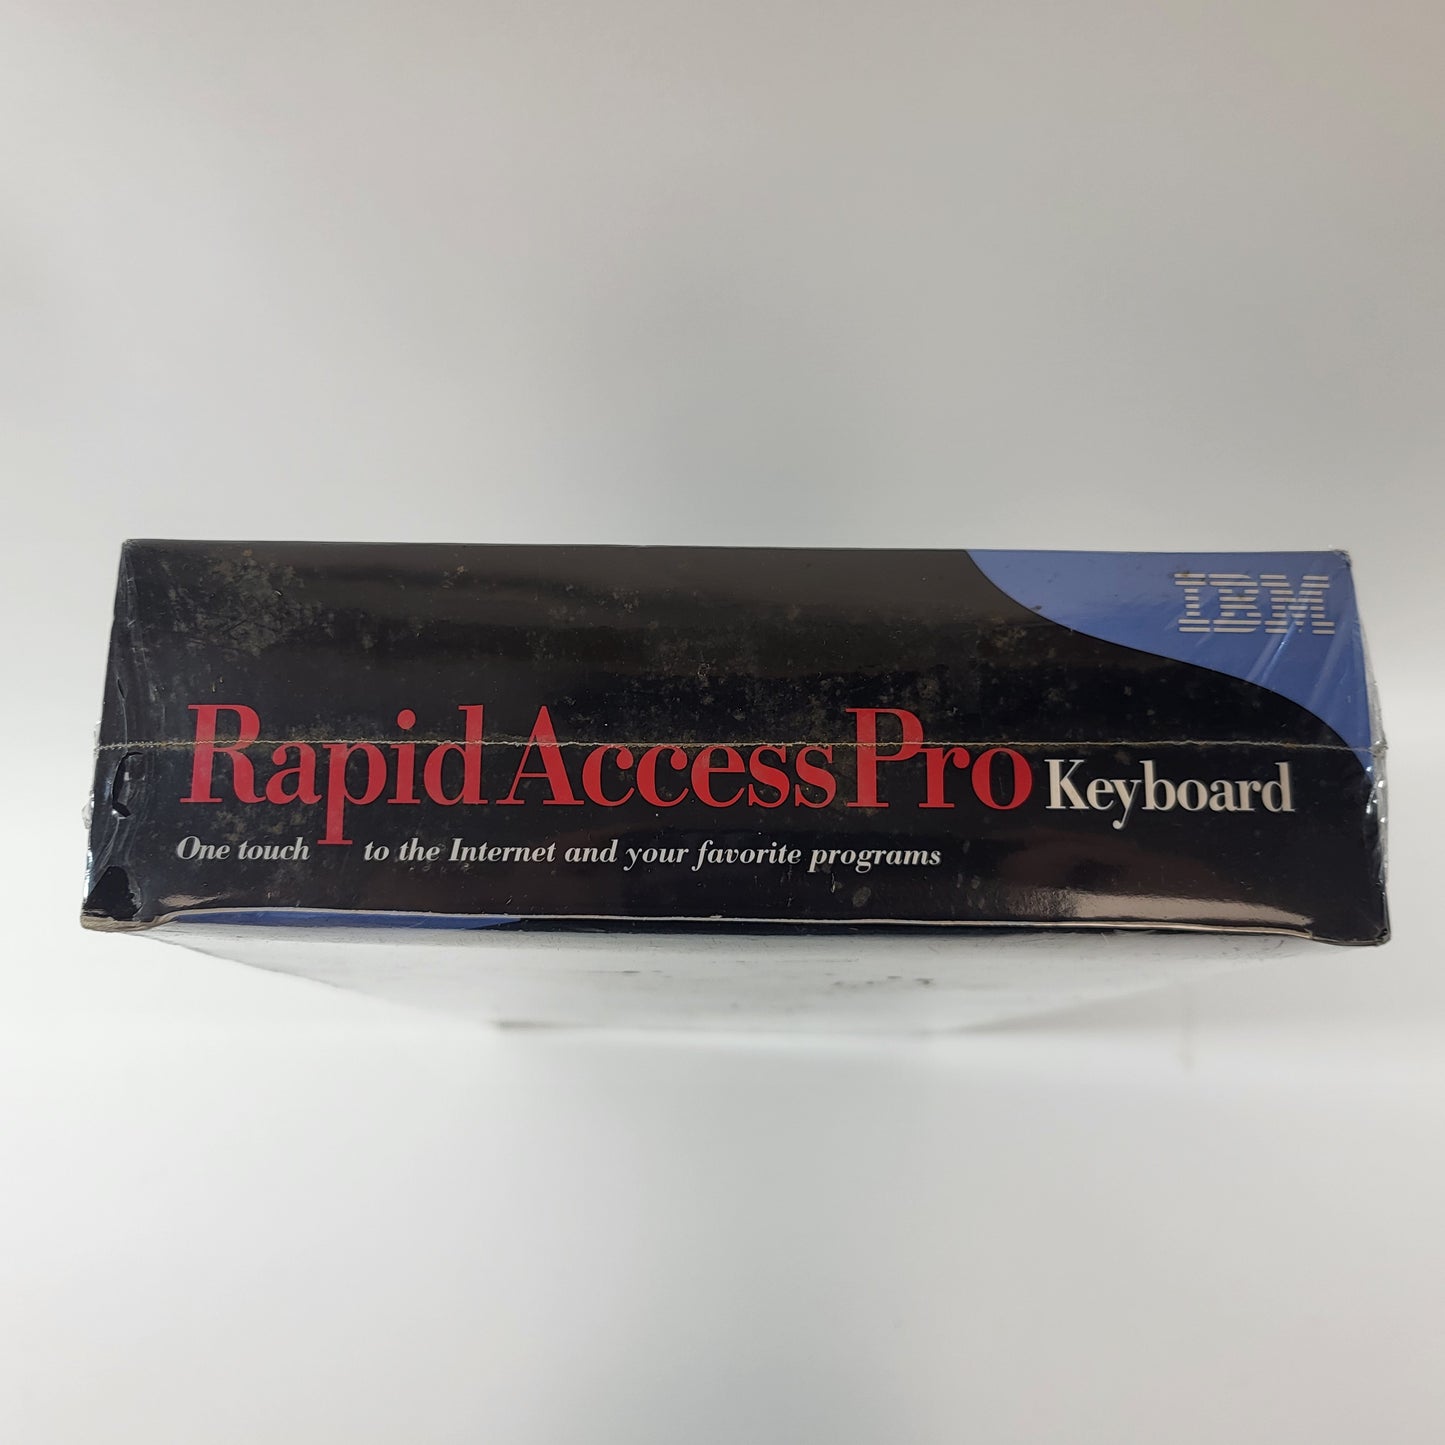 IBM
Rapid Access Pro Keyboard
One touch to the Internet and your favorite programs